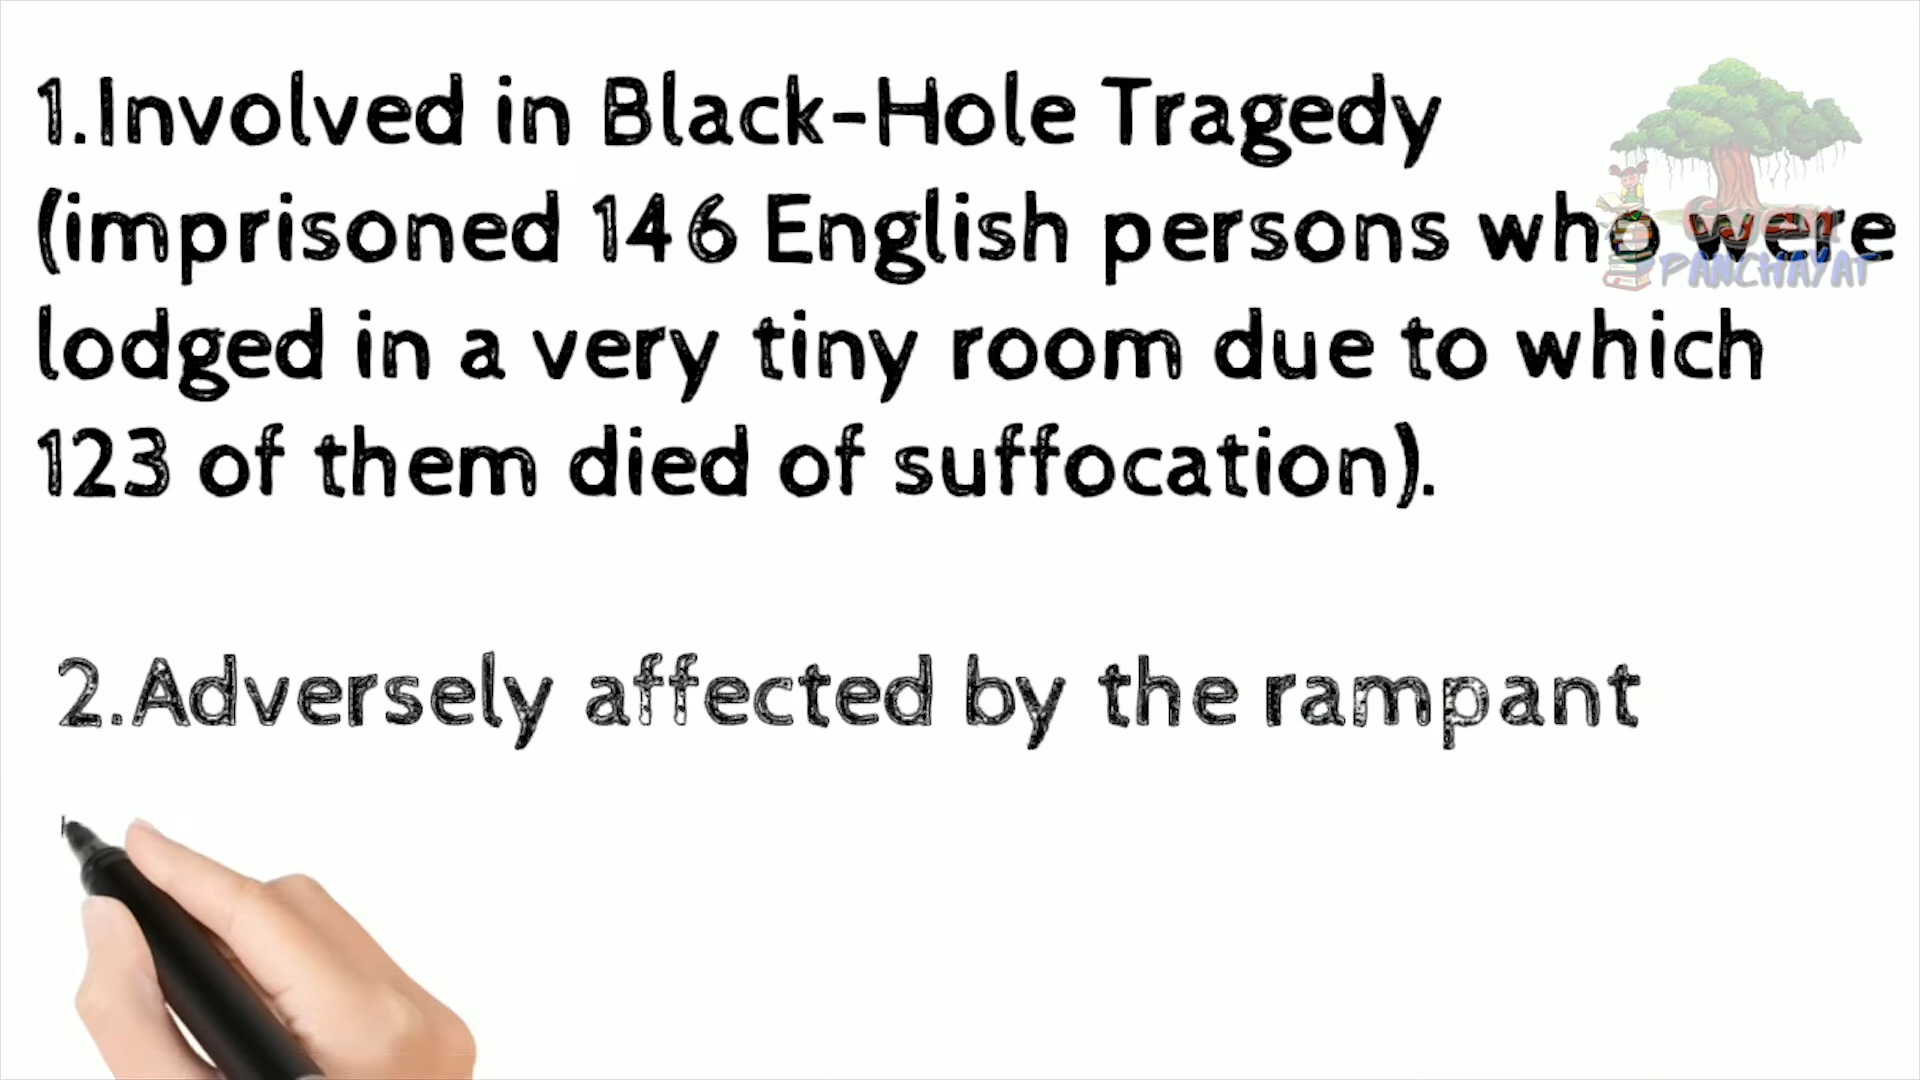 1.Involved in Black-Hole Tragedy
(imprisoned 146 English persons who were
lodged in a very tiny room due to which
123 of them died of suffocation).
2.Adversely affected by the rampant
PANCHAYAT